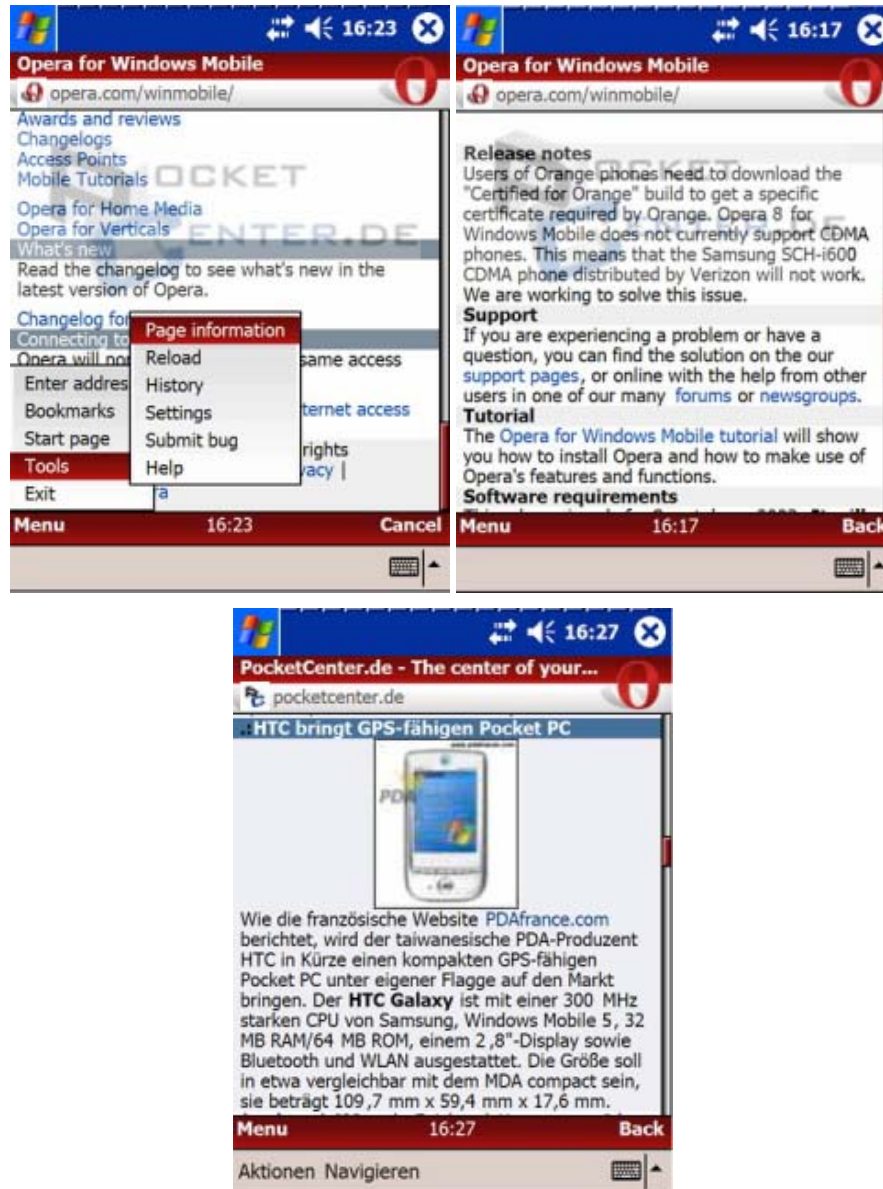 16:23
Opera for Windows Mobile
opera.com/winmobile/
Awards and reviews
Changelogs
Access Points
Mobile Tutorials
Opera for Home Media
Opera for Verticals
What's new
Read the changelog to see what's new in the
latest version of Opera.
Changelog for
Connecting to
Opera will nor same access
ternet access
rights
vacy |
ra
Enter addres
Bookmarks
Start page
Tools
Exit
Page information
Reload
History
Settings
Submit bug
Help
Menu 16:23 Cancel
POCKET
CENTER.DE
16:17
Opera for Windows Mobile
opera.com/winmobile/
Release notes
Users of Orange phones need to download the
"Certified for Orange" build to get a specific
certificate required by Orange. Opera 8 for
Windows Mobile does not currently support CDMA
phones. This means that the Samsung SCH-i600
CDMA phone distributed by Verizon will not work.
We are working to solve this issue.
Support
If you are experiencing a problem or have a
question, you can find the solution on the our
support pages, or online with the help from other
users in one of our many forums or newsgroups.
Tutorial
The Opera for Windows Mobile tutorial will show
you how to install Opera and how to make use of
Opera's features and functions.
Software requirements
Menu 16:17 Back
POCKET
CENTER.DE
16:27
PocketCenter.de - The center of your...
pocketcenter.de
.:HTC bringt GPS-fähigen Pocket PC
PDA
Wie die französische Website PDAfrance.com
berichtet, wird der taiwanesische PDA-Produzent
HTC in Kürze einen kompakten GPS-fähigen
Pocket PC unter eigener Flagge auf den Markt
bringen. Der HTC Galaxy ist mit einer 300 MHz
starken CPU von Samsung, Windows Mobile 5, 32
MB RAM/64 MB ROM, einem 2,8"-Display sowie
Bluetooth und WLAN ausgestattet. Die Größe soll
in etwa vergleichbar mit dem MDA compact sein,
sie beträgt 109,7 mm x 59,4 mm x 17,6 mm.
Menu 16:27 Back
Aktionen Navigieren